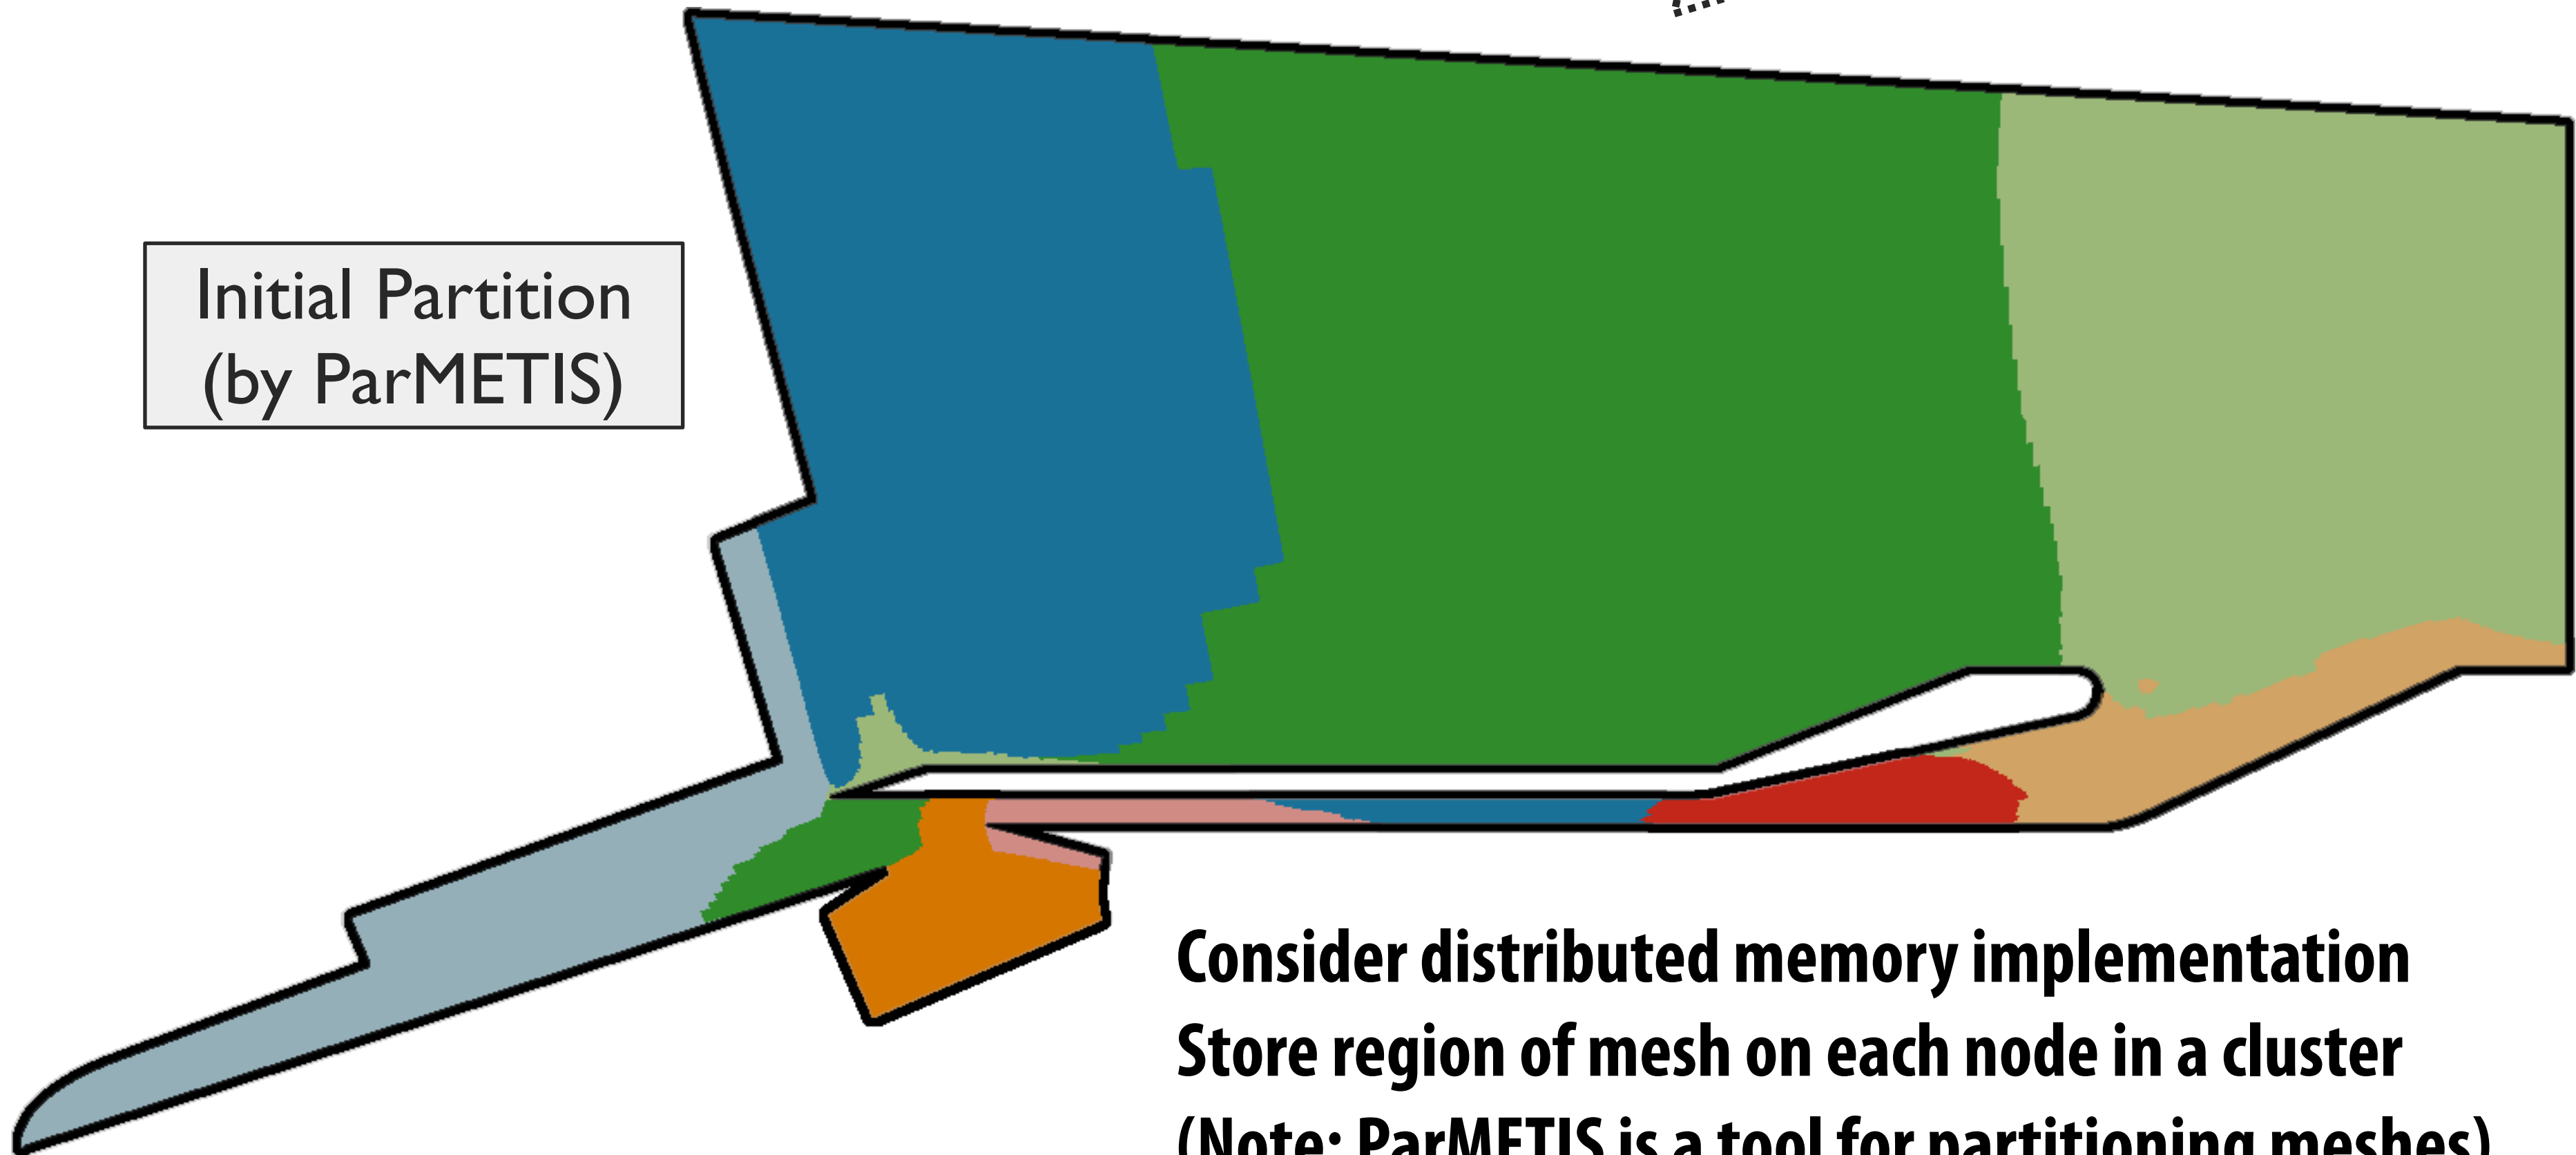 Initial Partition
(by ParMETIS)
Consider distributed memory implementation
Store region of mesh on each node in a cluster
(Note: ParMETIS is a tool for partitioning meshes)